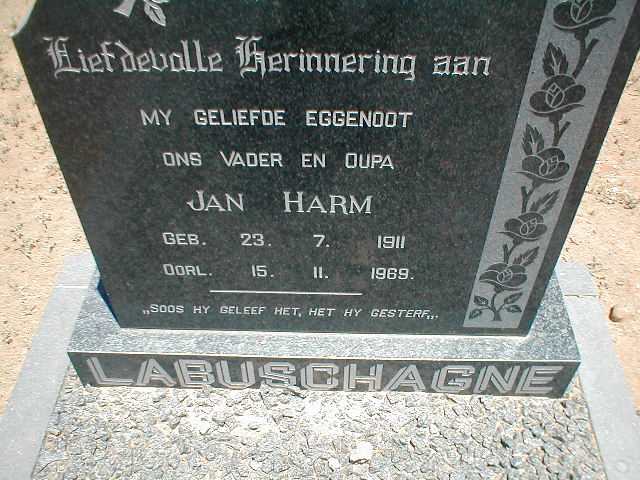 Liefdevolle Herinnering aan
MY GELIEFDE EGGENOOT
ONS VADER EN OUPA
JAN HARM
GEB. 23. 7. 1911
OORL. 15. 11. 1969.
„SOOS HY GELEEF HET, HET HY GESTERF„.
LABUSCHAGNE